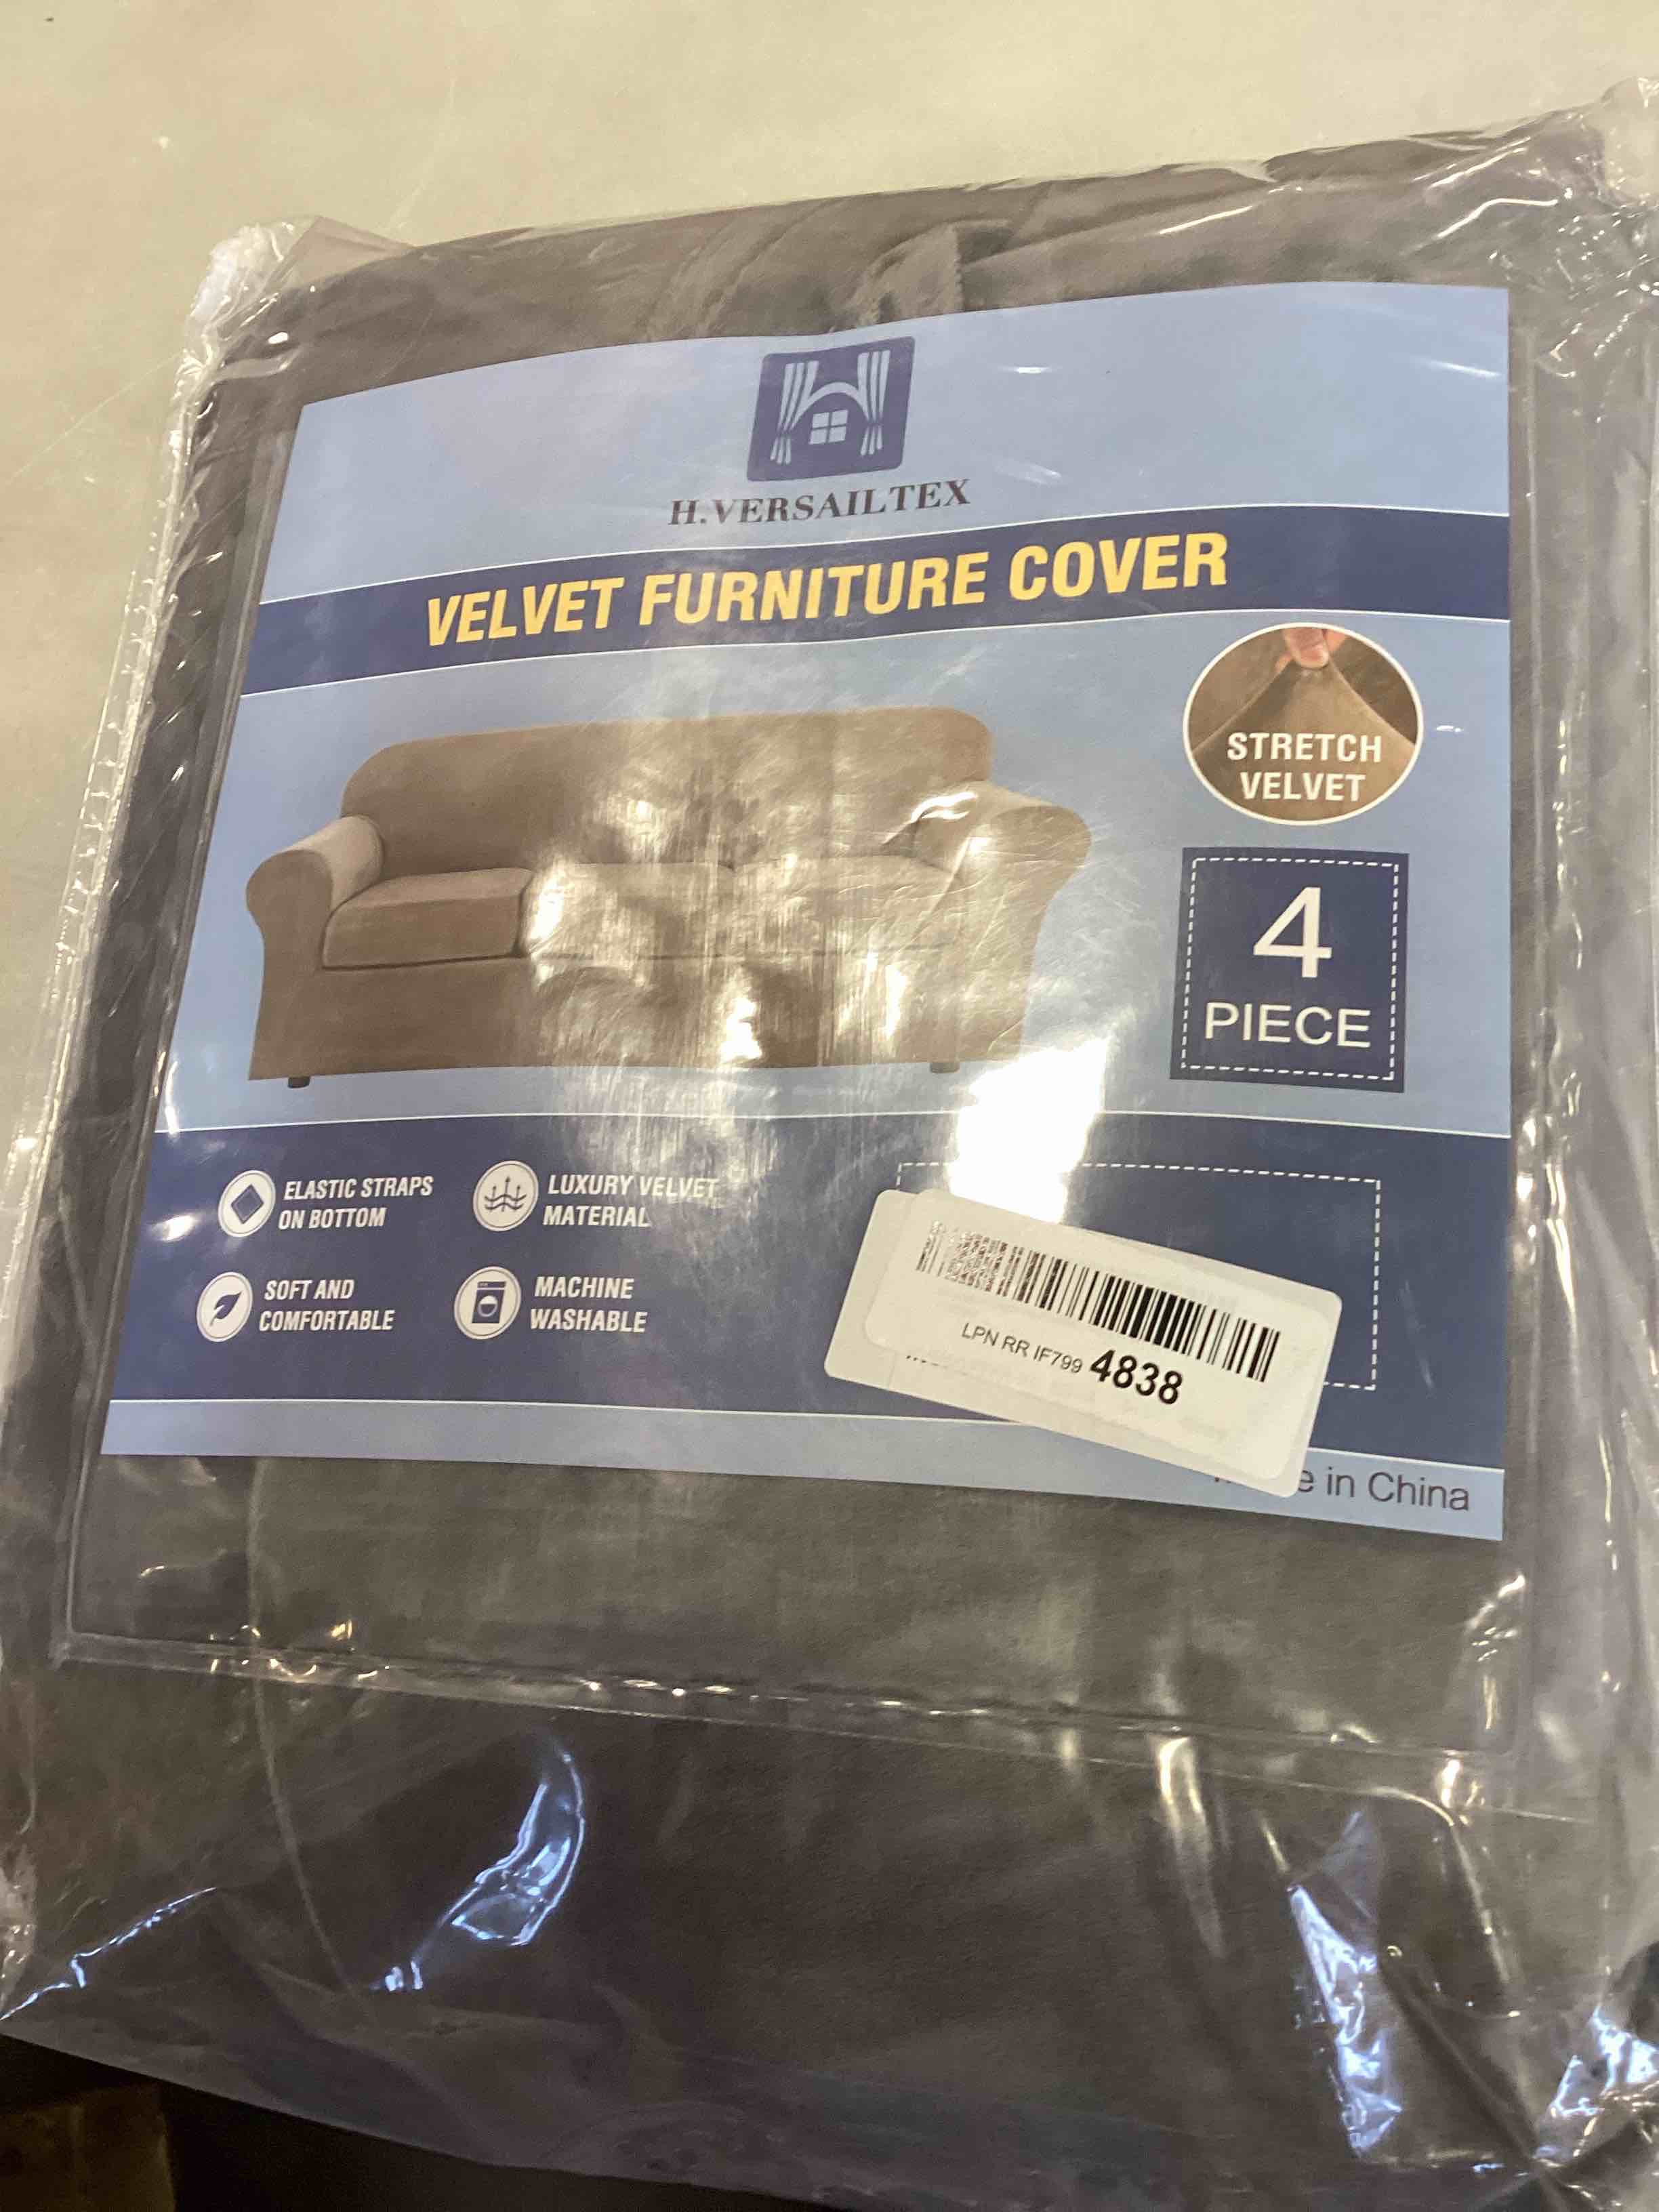 H.VERSAILTEX
VELVET FURNITURE COVER
STRETCH
VELVET
4
PIECE
ELASTIC STRAPS
ON BOTTOM
LUXURY VELVET
MATERIAL
SOFT AND
COMFORTABLE
MACHINE
WASHABLE
LPN RR IF799 4838
in China